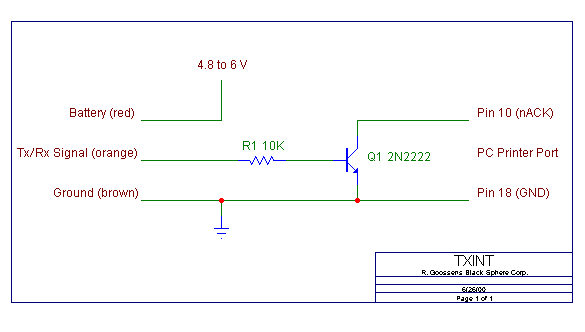 4.8 to 6 V
Battery (red)
Pin 10 (nACK)
R1 10K
Tx/Rx Signal (orange)
Q1 2N2222
PC Printer Port
Ground (brown)
Pin 18 (GND)
TXINT
R. Goossens Black Sphere Corp.
6/26/00
Page 1 of 1